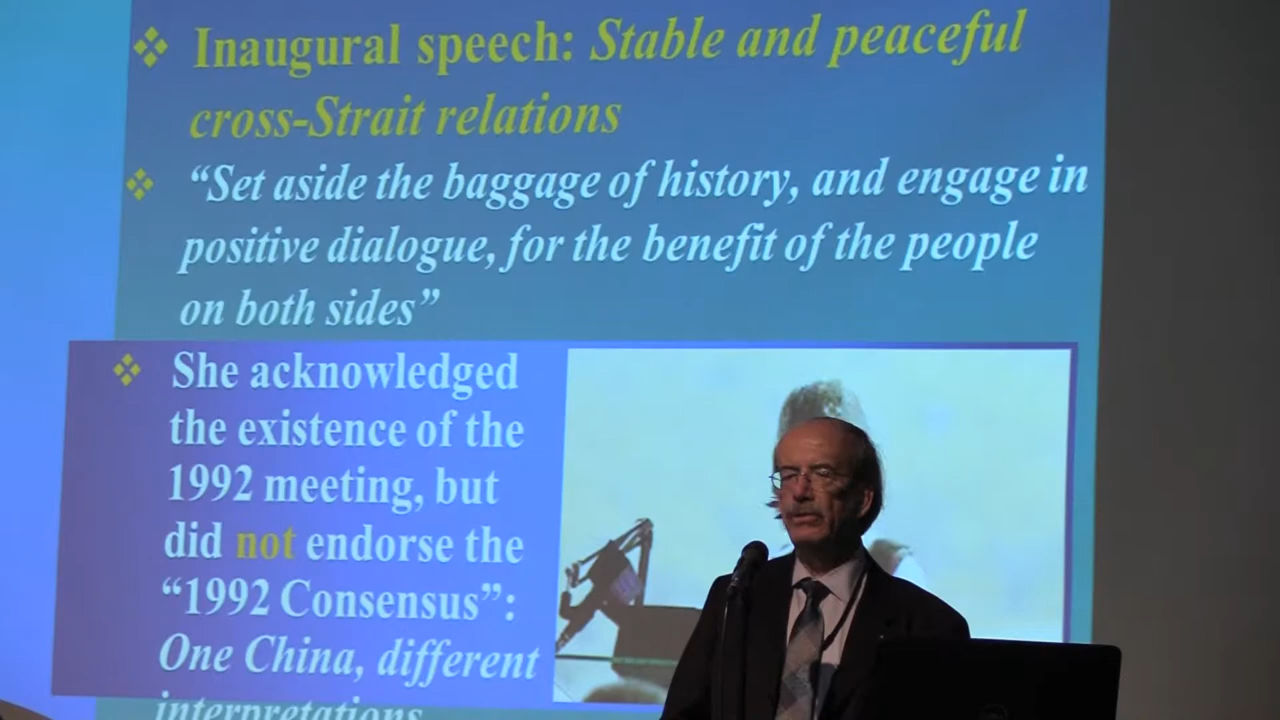 Inaugural speech: Stable and peaceful
cross-Strait relations
“Set aside the baggage of history, and engage in
positive dialogue, for the benefit of the people
on both sides”
She acknowledged
the existence of the
1992 meeting, but
did not endorse the
“1992 Consensus”:
One China, different
interpretations